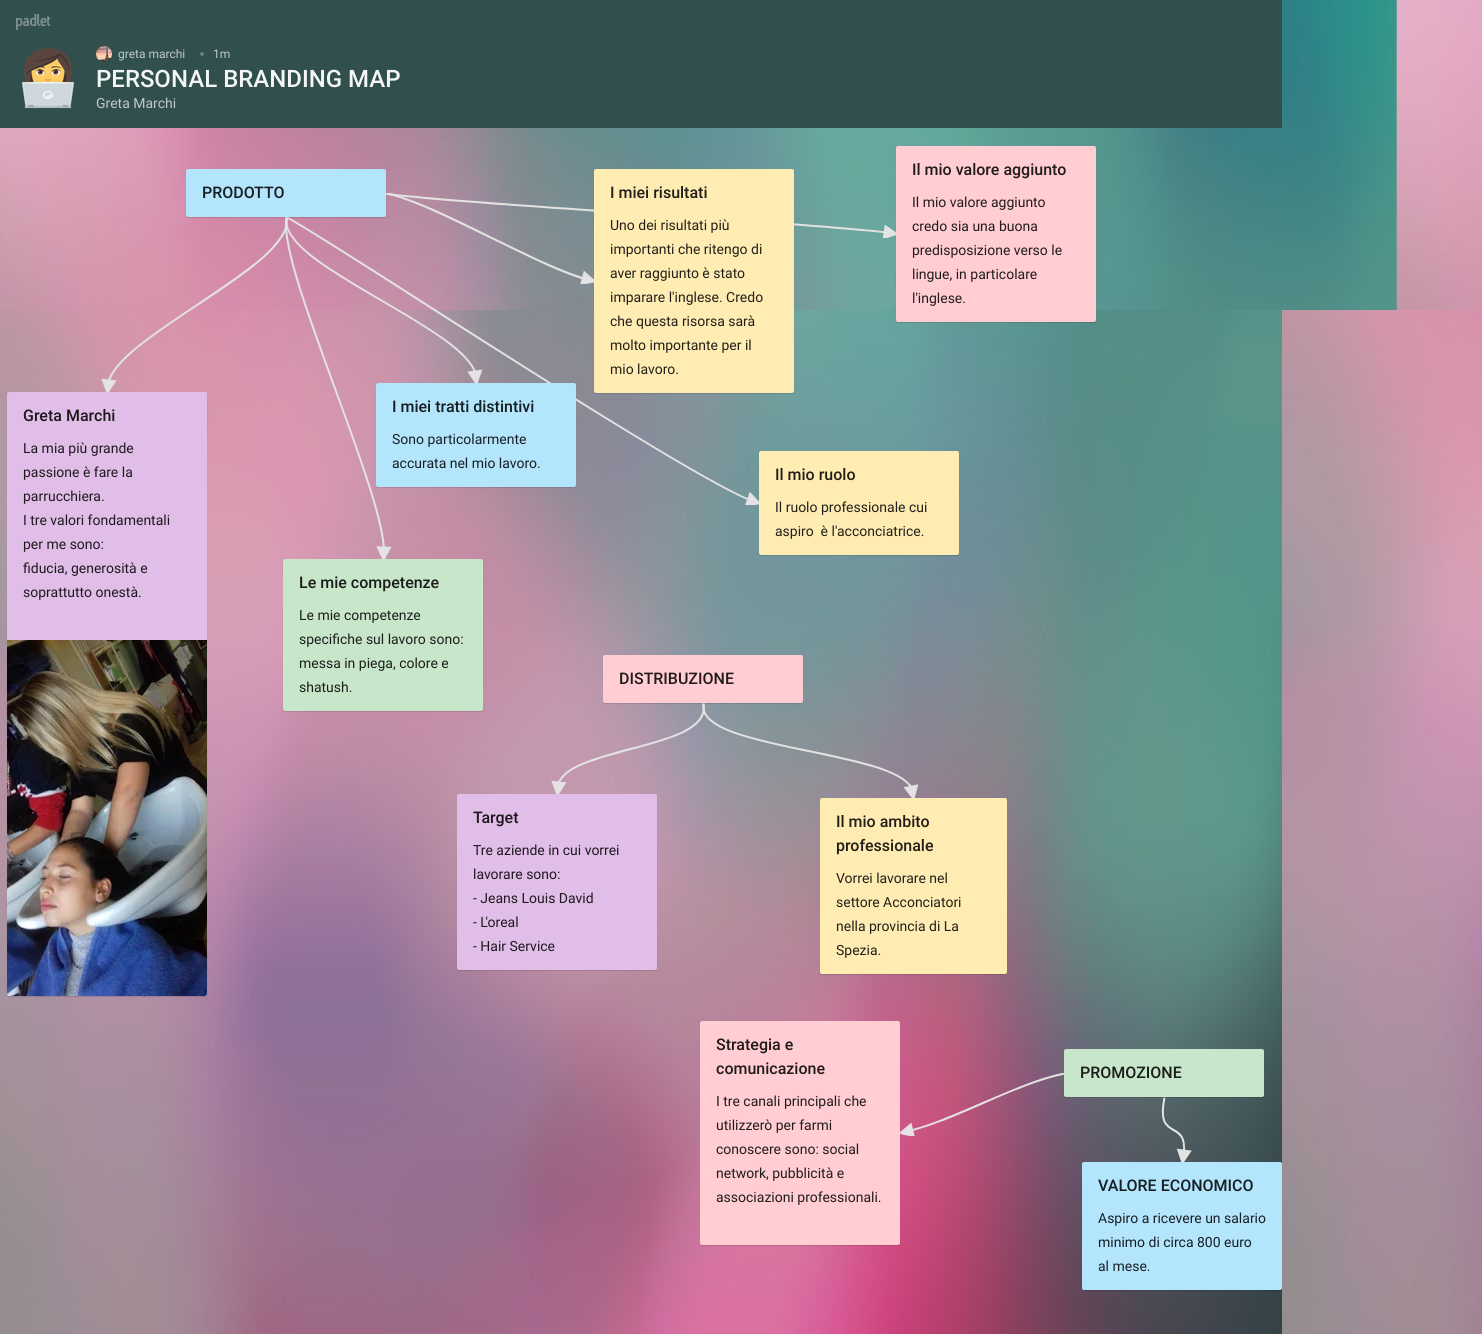 padlet
greta marchi • 1m
PERSONAL BRANDING MAP
Greta Marchi
PRODOTTO
I miei risultati
Uno dei risultati più
importanti che ritengo di
aver raggiunto è stato
imparare l'inglese. Credo
che questa risorsa sarà
molto importante per il
mio lavoro.
Il mio valore aggiunto
Il mio valore aggiunto
credo sia una buona
predisposizione verso le
lingue, in particolare
l'inglese.
Greta Marchi
La mia più grande
passione è fare la
parrucchiera.
I tre valori fondamentali
per me sono:
fiducia, generosità e
soprattutto onestà.
I miei tratti distintivi
Sono particolarmente
accurata nel mio lavoro.
Il mio ruolo
Il ruolo professionale cui
aspiro  è l'acconciatrice.
Le mie competenze
Le mie competenze
specifiche sul lavoro sono:
messa in piega, colore e
shatush.
DISTRIBUZIONE
Target
Tre aziende in cui vorrei
lavorare sono:
- Jeans Louis David
- L'oreal
- Hair Service
Il mio ambito
professionale
Vorrei lavorare nel
settore Acconciatori
nella provincia di La
Spezia.
Strategia e
comunicazione
I tre canali principali che
utilizzerò per farmi
conoscere sono: social
network, pubblicità e
associazioni professionali.
PROMOZIONE
VALORE ECONOMICO
Aspiro a ricevere un salario
minimo di circa 800 euro
al mese.